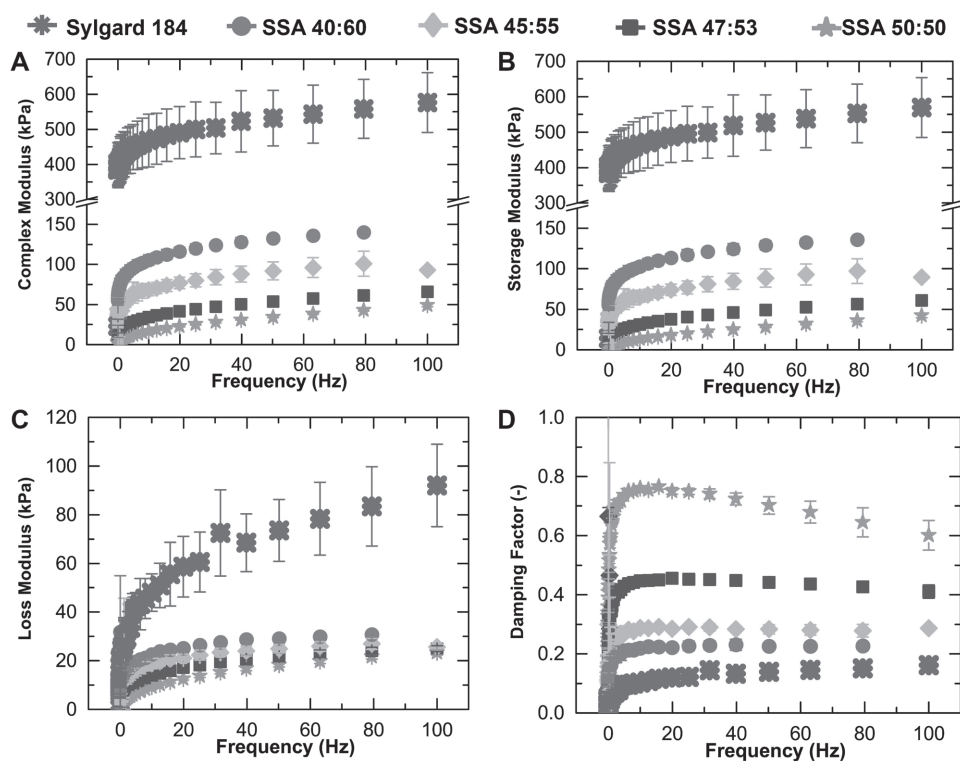 Sylgard 184 SSA 40:60 SSA 45:55 SSA 47:53 SSA 50:50
A
Complex Modulus (kPa)
700
600
500
400
300
150
100
50
0
0 20 40 60 80 100
Frequency (Hz)
B
Storage Modulus (kPa)
700
600
500
400
300
150
100
50
0
0 20 40 60 80 100
Frequency (Hz)
C
Loss Modulus (kPa)
120
100
80
60
40
20
0
0 20 40 60 80 100
Frequency (Hz)
D
Damping Factor (-)
1.0
0.8
0.6
0.4
0.2
0.0
0 20 40 60 80 100
Frequency (Hz)